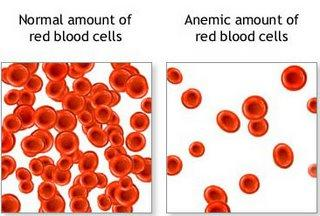 Normal amount of
red blood cells
Anemic amount of
red blood cells